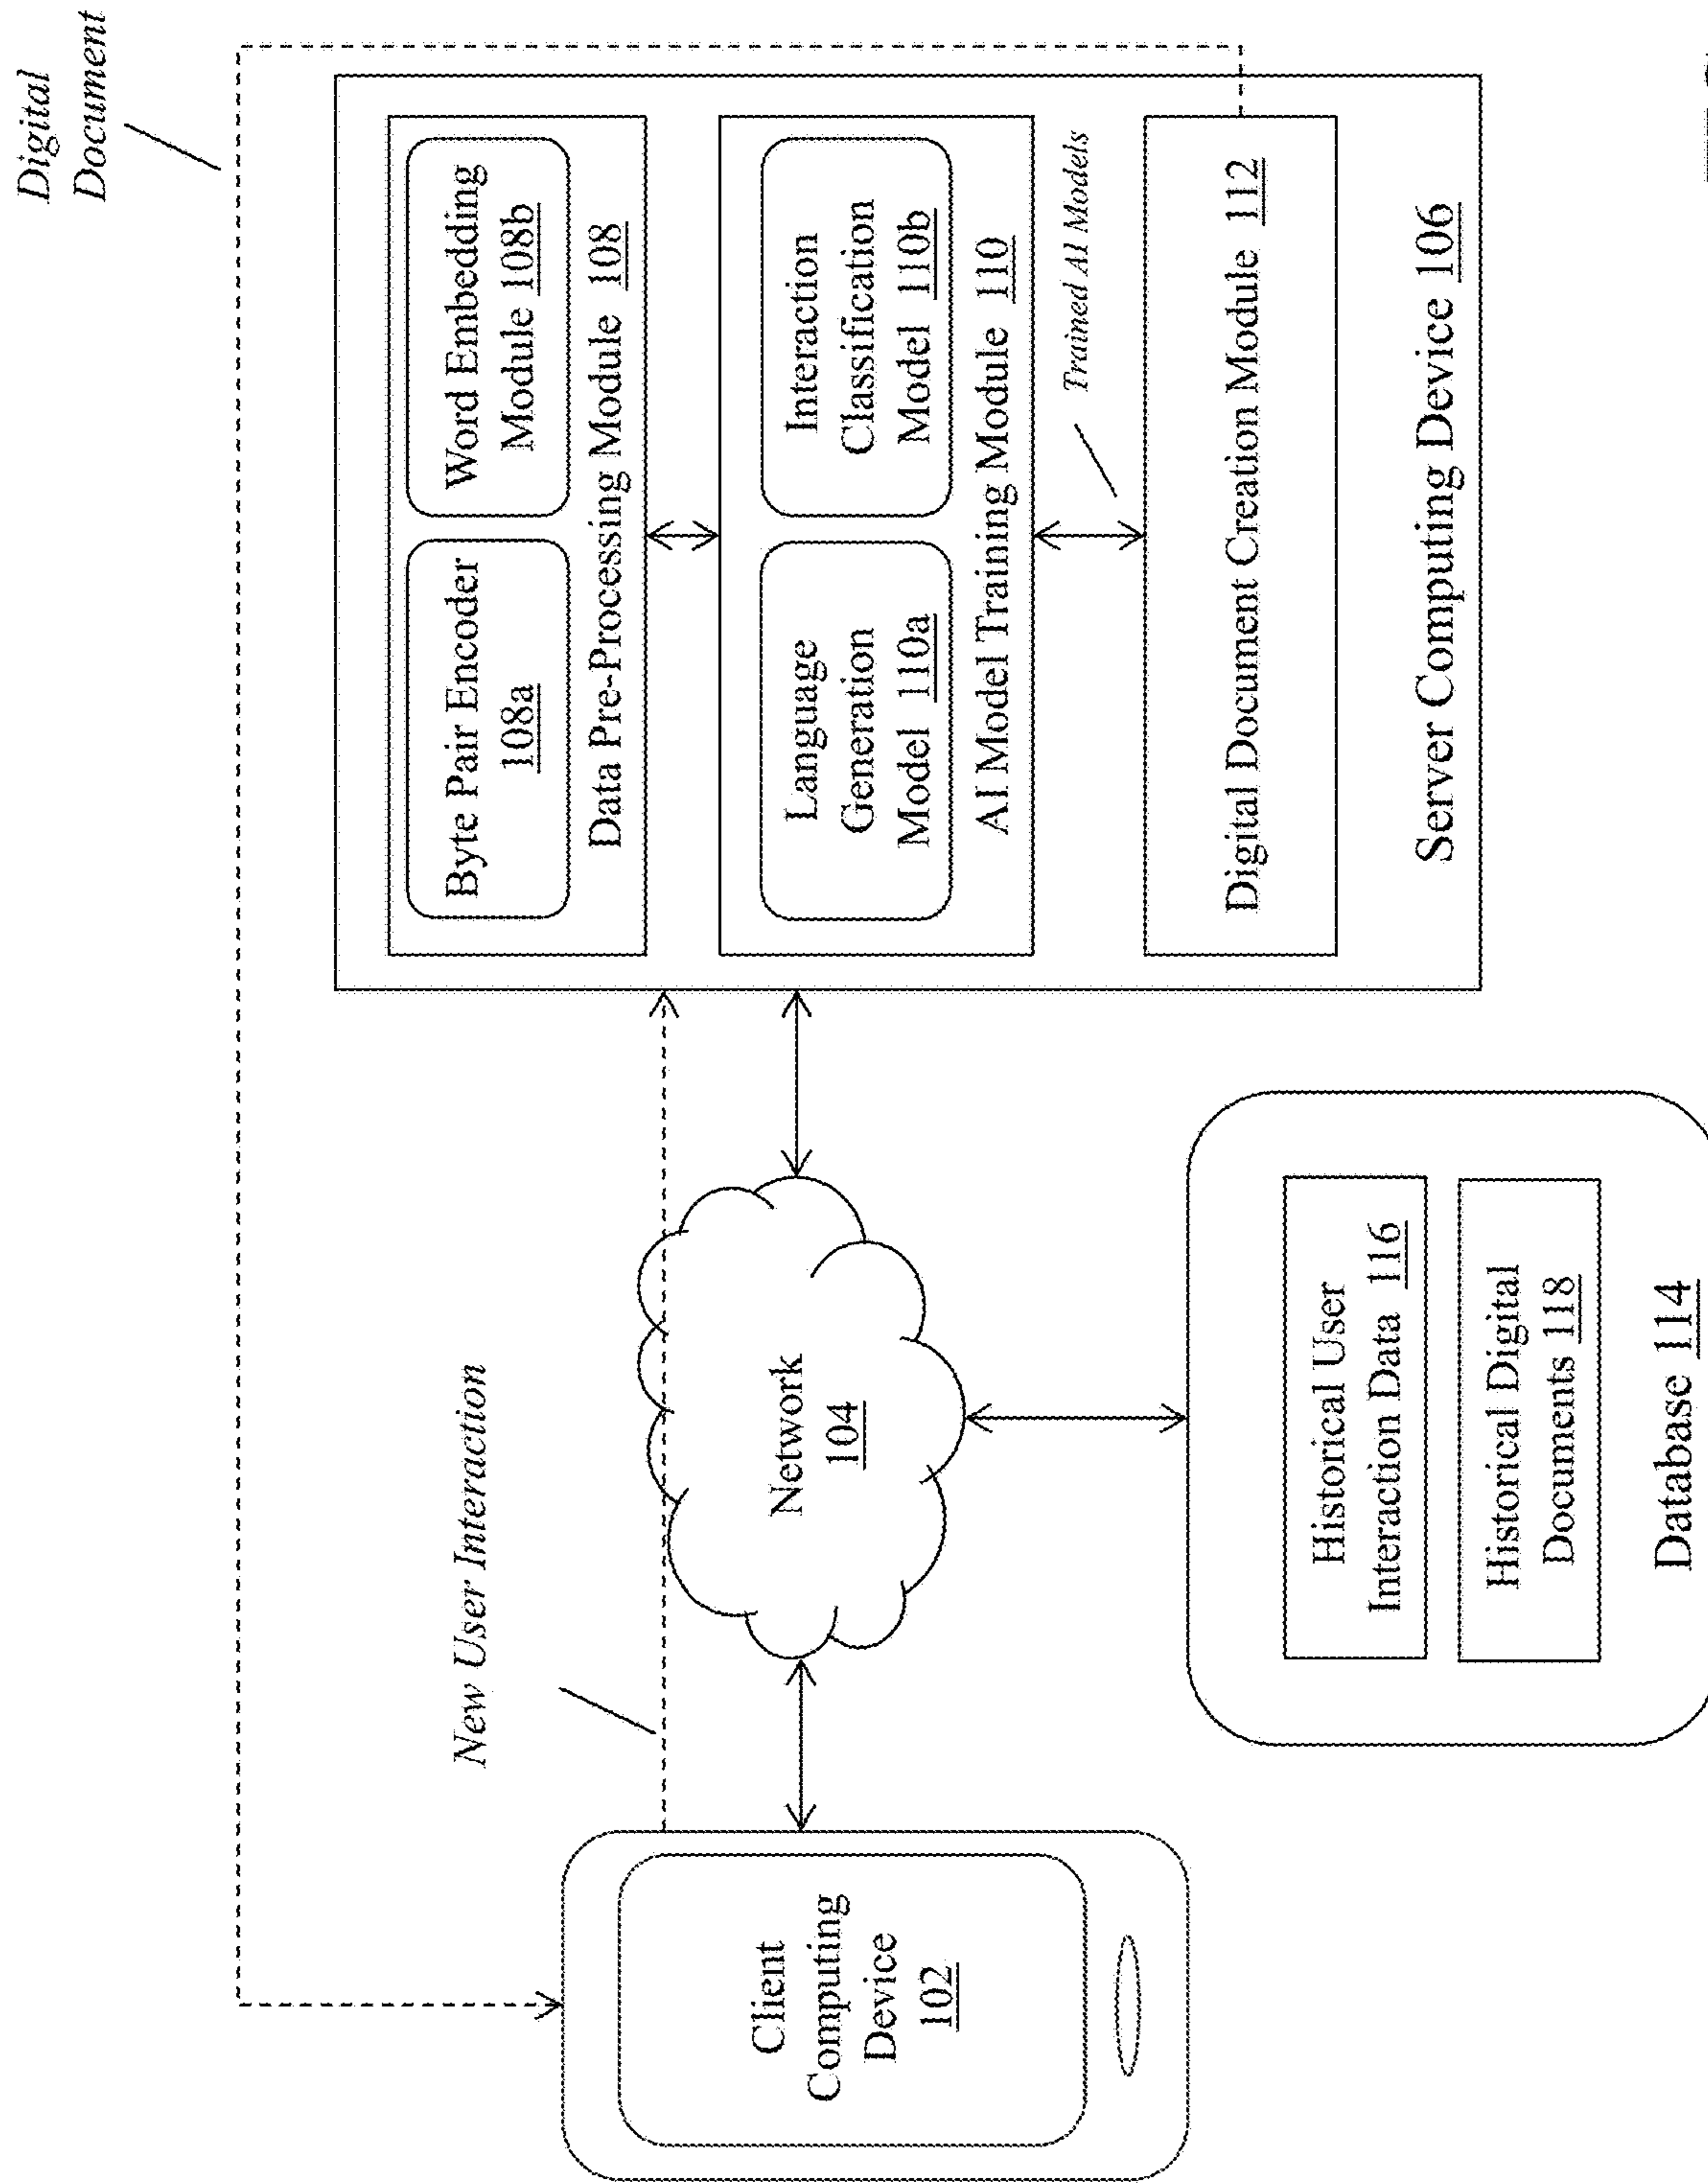 Digital
Document
New User Interaction
Client
Computing
Device
102
Network
104
Byte Pair Encoder
108a
Word Embedding
Module 108b
Data Pre-Processing Module 108
Language
Generation
Model 110a
Interaction
Classification
Model 110b
AI Model Training Module 110
Trained AI Models
Digital Document Creation Module 112
Server Computing Device 106
Historical User
Interaction Data 116
Historical Digital
Documents 118
Database 114